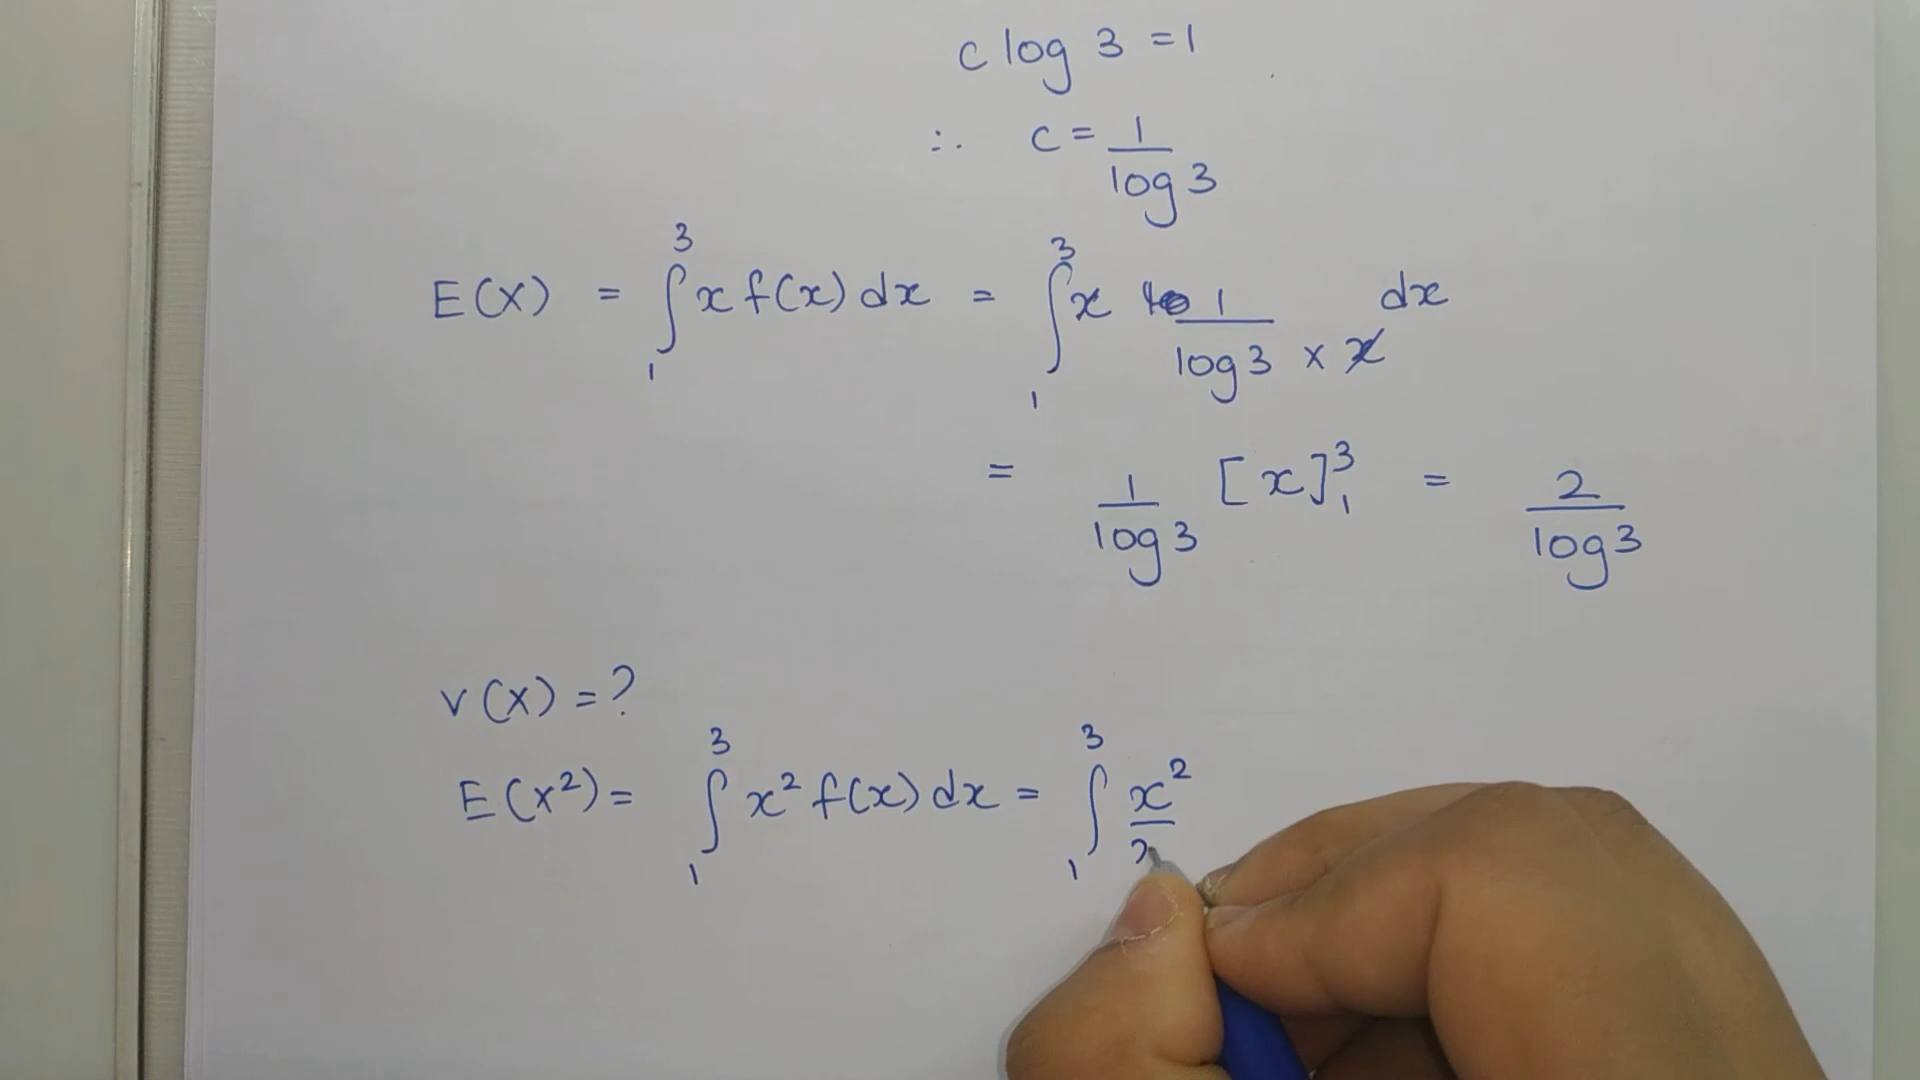 c log 3 = 1
∴ c = 1/log 3
E(X) = ∫₁³ x f(x) dx = ∫₁³ x 1/(log 3 × x) dx
= 1/log 3 [x]₁³ = 2/log 3
V(X) = ?
E(X²) = ∫₁³ x² f(x) dx = ∫₁³ x²/